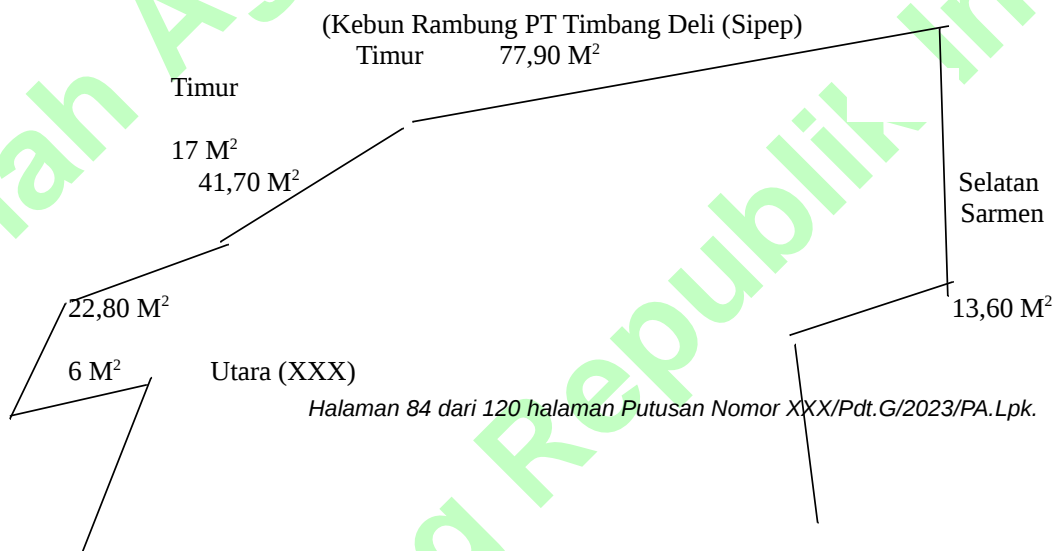 (Kebun Rambung PT Timbang Deli (Sipep)
Timur 77,90 M²
Timur
17 M²
41,70 M²
Selatan
Sarmen
22,80 M²
13,60 M²
6 M² Utara (XXX)
Halaman 84 dari 120 halaman Putusan Nomor XXX/Pdt.G/2023/PA.Lpk.